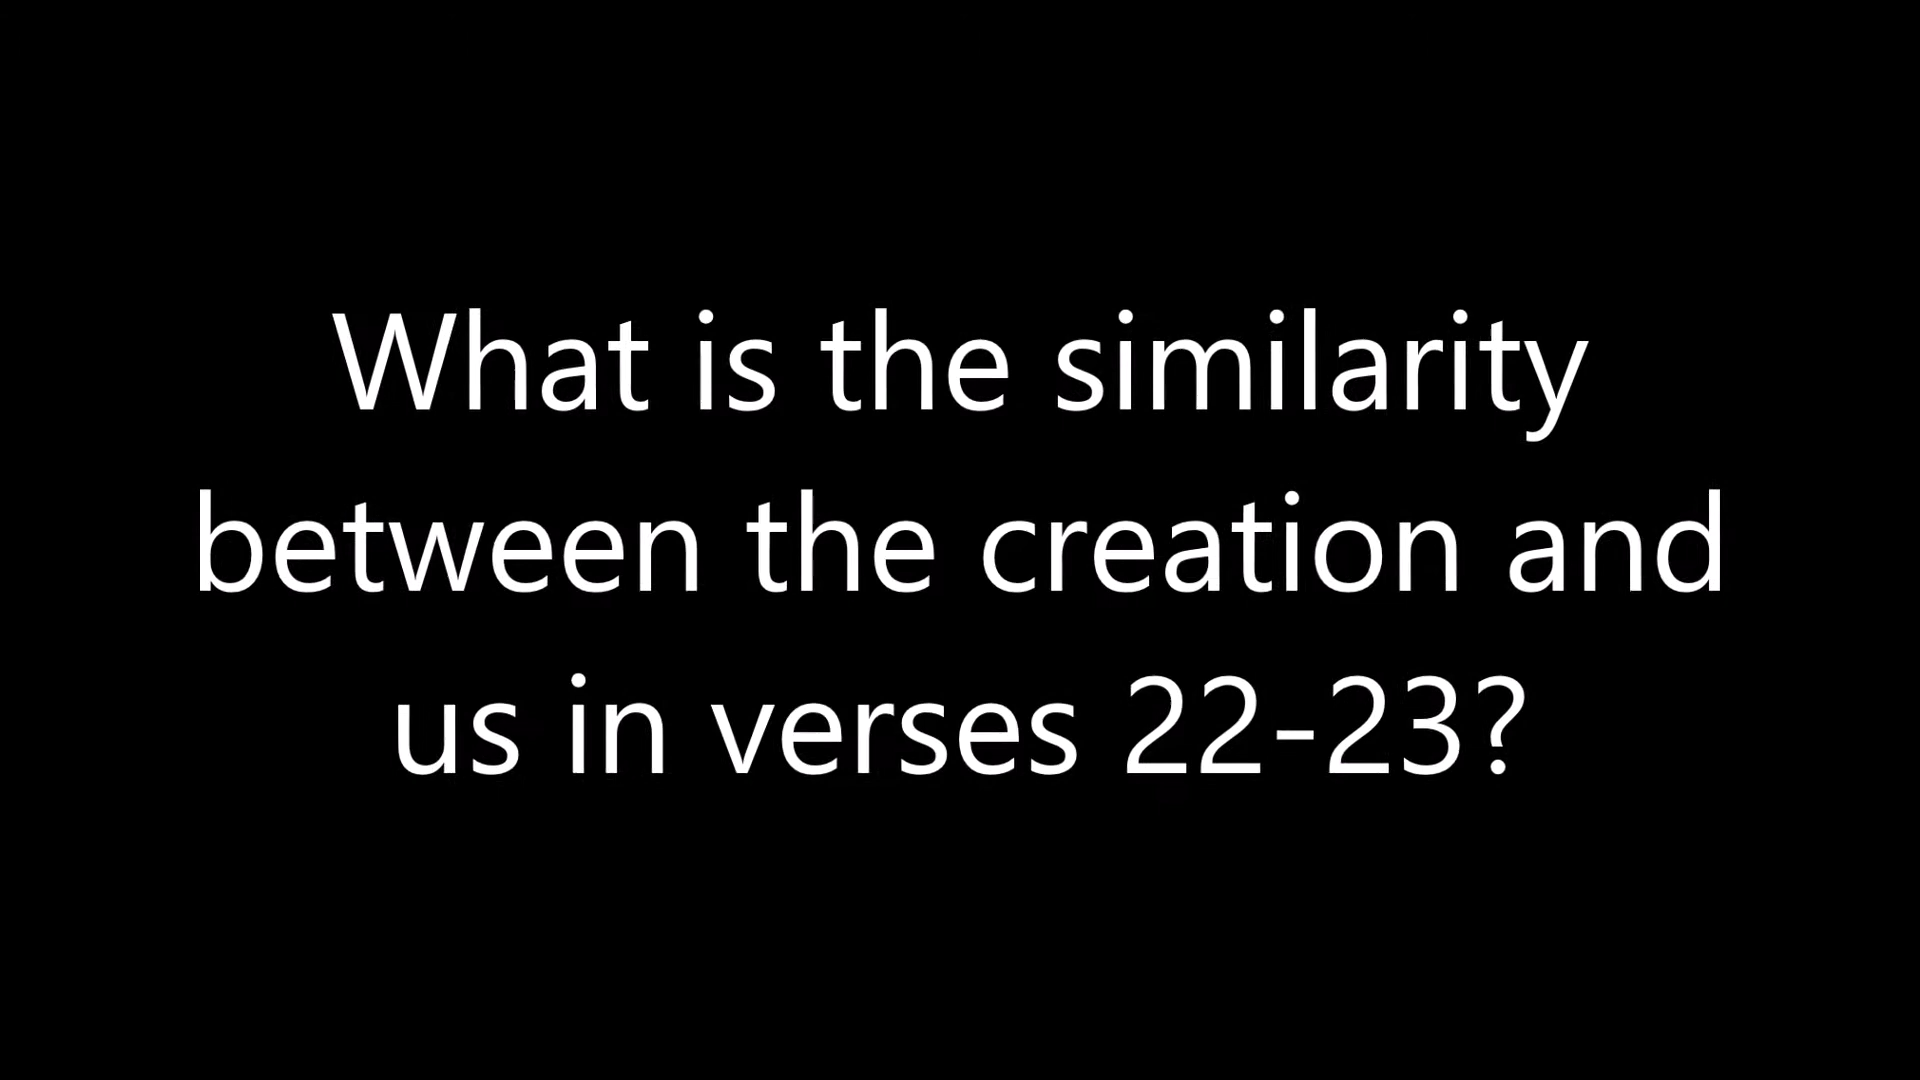 What is the similarity
between the creation and
us in verses 22-23?